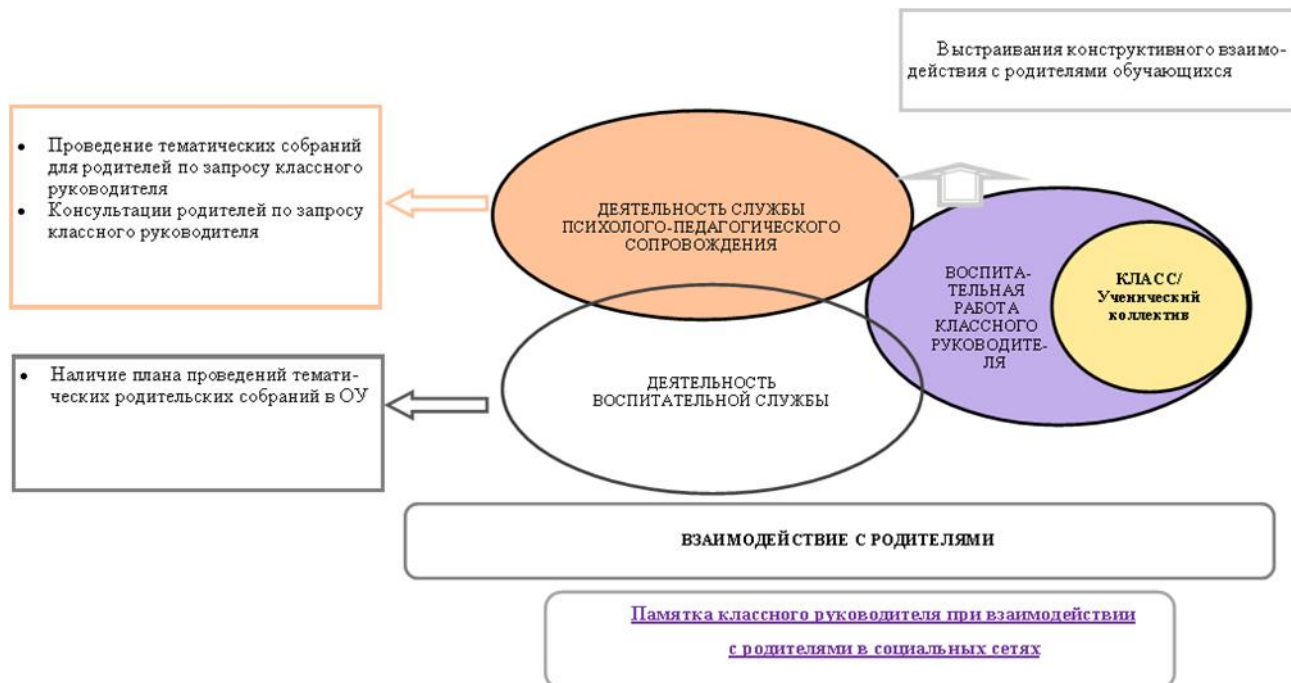 Выстраивания конструктивного взаимо-
действия с родителями обучающихся
• Проведение тематических собраний
для родителей по запросу классного
руководителя
• Консультации родителей по запросу
классного руководителя
ДЕЯТЕЛЬНОСТЬ СЛУЖБЫ
ПСИХОЛОГО-ПЕДАГОГИЧЕСКОГО
СОПРОВОЖДЕНИЯ
ВОСПИТА-
ТЕЛЬНАЯ
РАБОТА
КЛАССНОГО
РУКОВОДИТЕ-
ЛЯ
КЛАСС/
Ученический
коллектив
• Наличие плана проведений темати-
ческих родительских собраний в ОУ
ДЕЯТЕЛЬНОСТЬ
ВОСПИТАТЕЛЬНОЙ СЛУЖБЫ
ВЗАИМОДЕЙСТВИЕ С РОДИТЕЛЯМИ
Памятка классного руководителя при взаимодействии
с родителями в социальных сетях